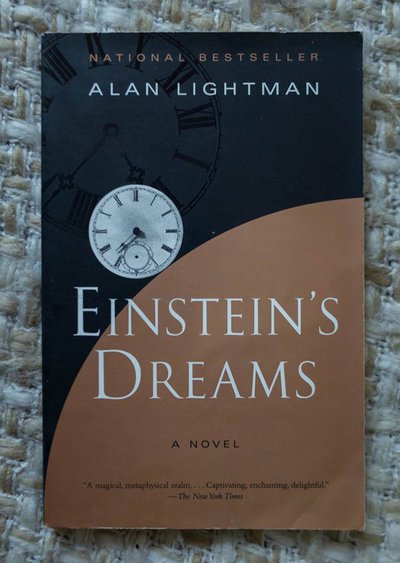 NATIONAL BESTSELLER
ALAN LIGHTMAN
EINSTEIN'S
DREAMS
A NOVEL
"A magical, metaphysical realm. . . . Captivating, enchanting, delightful."
—The New York Times